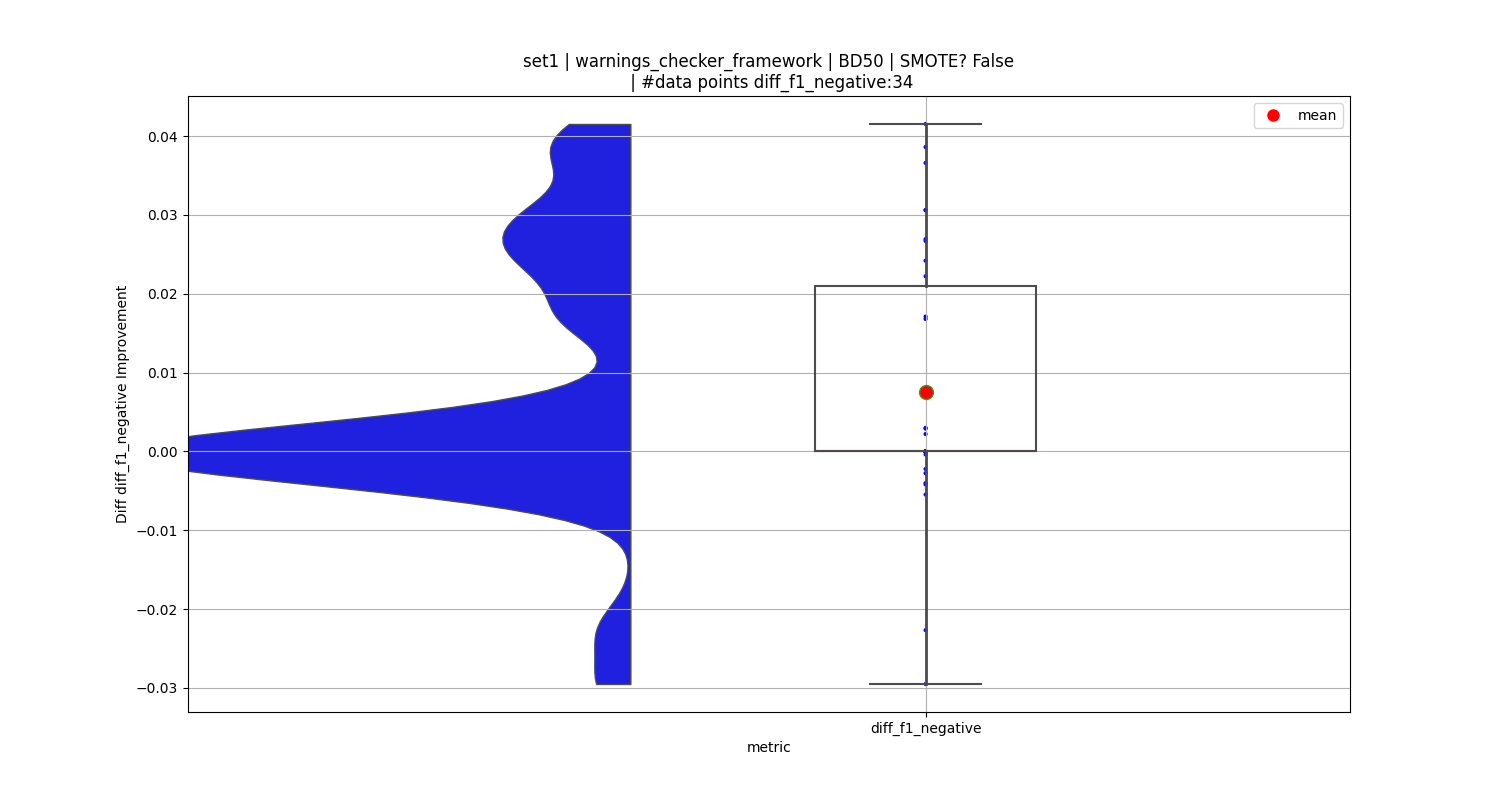 set1 | warnings_checker_framework | BD50 | SMOTE? False
| #data points diff_f1_negative:34
mean
0.04
0.03
0.02
0.01
0.00
−0.01
−0.02
−0.03
Diff diff_f1_negative Improvement
diff_f1_negative
metric